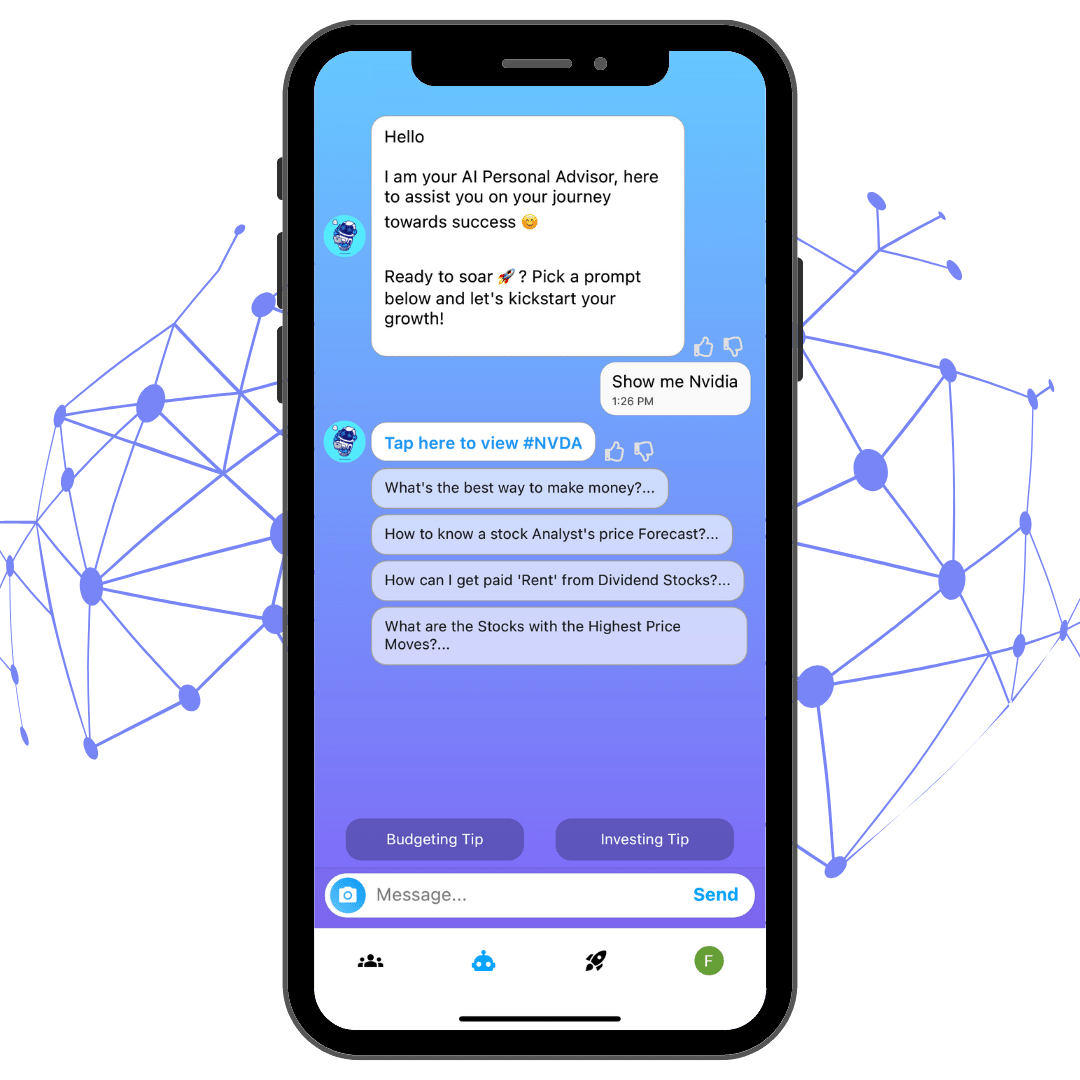 Hello
I am your AI Personal Advisor, here
to assist you on your journey
towards success 😊
Ready to soar 🚀? Pick a prompt
below and let's kickstart your
growth!
Show me Nvidia
1:26 PM
Tap here to view #NVDA
What's the best way to make money?...
How to know a stock Analyst's price Forecast?...
How can I get paid 'Rent' from Dividend Stocks?...
What are the Stocks with the Highest Price
Moves?...
Budgeting Tip
Investing Tip
Message...
Send
F